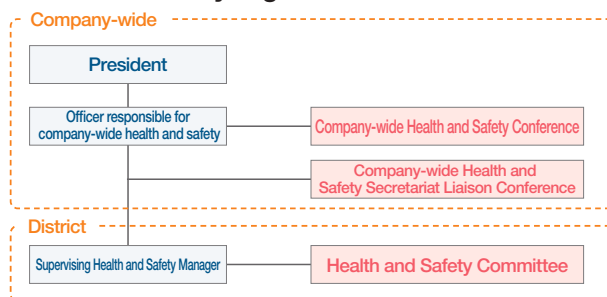 Company-wide
President
Officer responsible for
company-wide health and safety
Company-wide Health and Safety Conference
Company-wide Health and
Safety Secretariat Liaison Conference
District
Supervising Health and Safety Manager
Health and Safety Committee